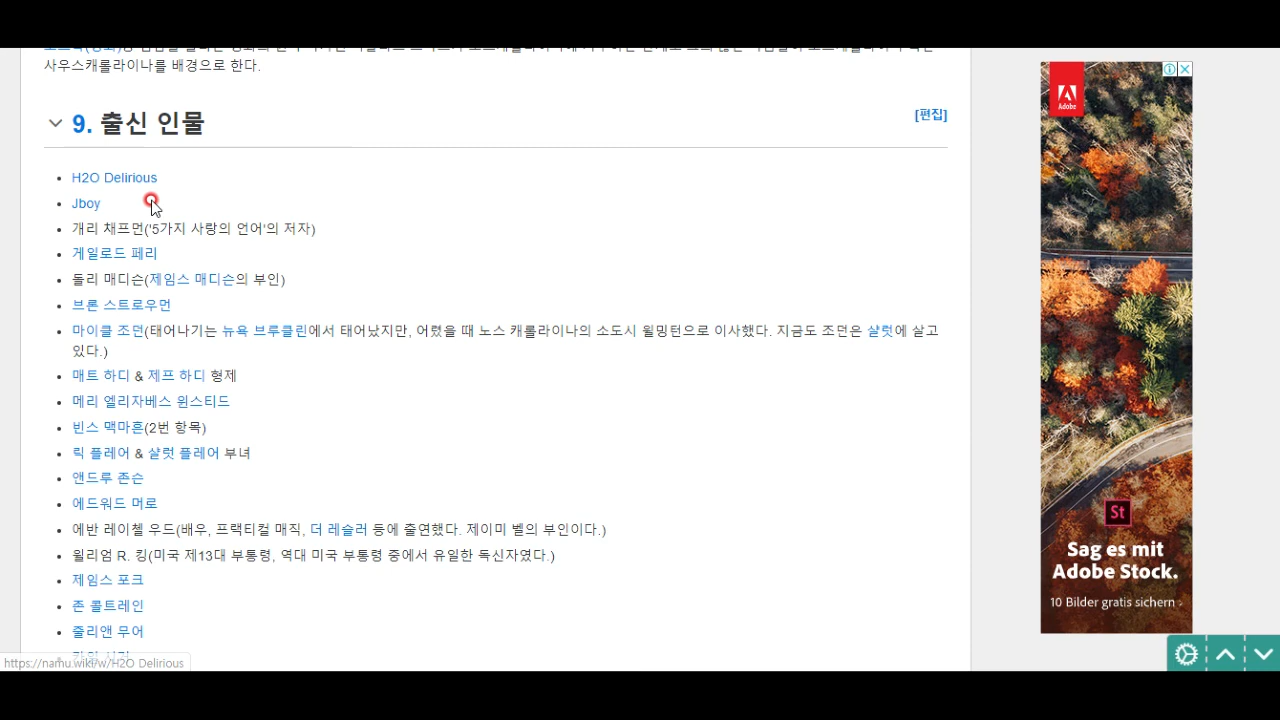 사우스캐롤라이나를 배경으로 한다.
9. 출신 인물
[편집]
H2O Delirious
Jboy
개리 채프먼('5가지 사랑의 언어'의 저자)
게일로드 페리
돌리 매디슨(제임스 매디슨의 부인)
브론 스트로우먼
마이클 조던(태어나기는 뉴욕 브루클린에서 태어났지만, 어렸을 때 노스 캐롤라이나의 소도시 윌밍턴으로 이사했다. 지금도 조던은 샬럿에 살고
있다.)
매트 하디 & 제프 하디 형제
메리 엘리자베스 윈스티드
빈스 맥마흔(2번 항목)
릭 플레어 & 샬럿 플레어 부녀
앤드루 존슨
에드워드 머로
에반 레이첼 우드(배우, 프랙티컬 매직, 더 레슬러 등에 출연했다. 제이미 벨의 부인이다.)
윌리엄 R. 킹(미국 제13대 부통령, 역대 미국 부통령 중에서 유일한 독신자였다.)
제임스 포크
존 콜트레인
줄리앤 무어
https://namu.wiki/w/H2O Delirious
Adobe
St
Sag es mit
Adobe Stock.
10 Bilder gratis sichern